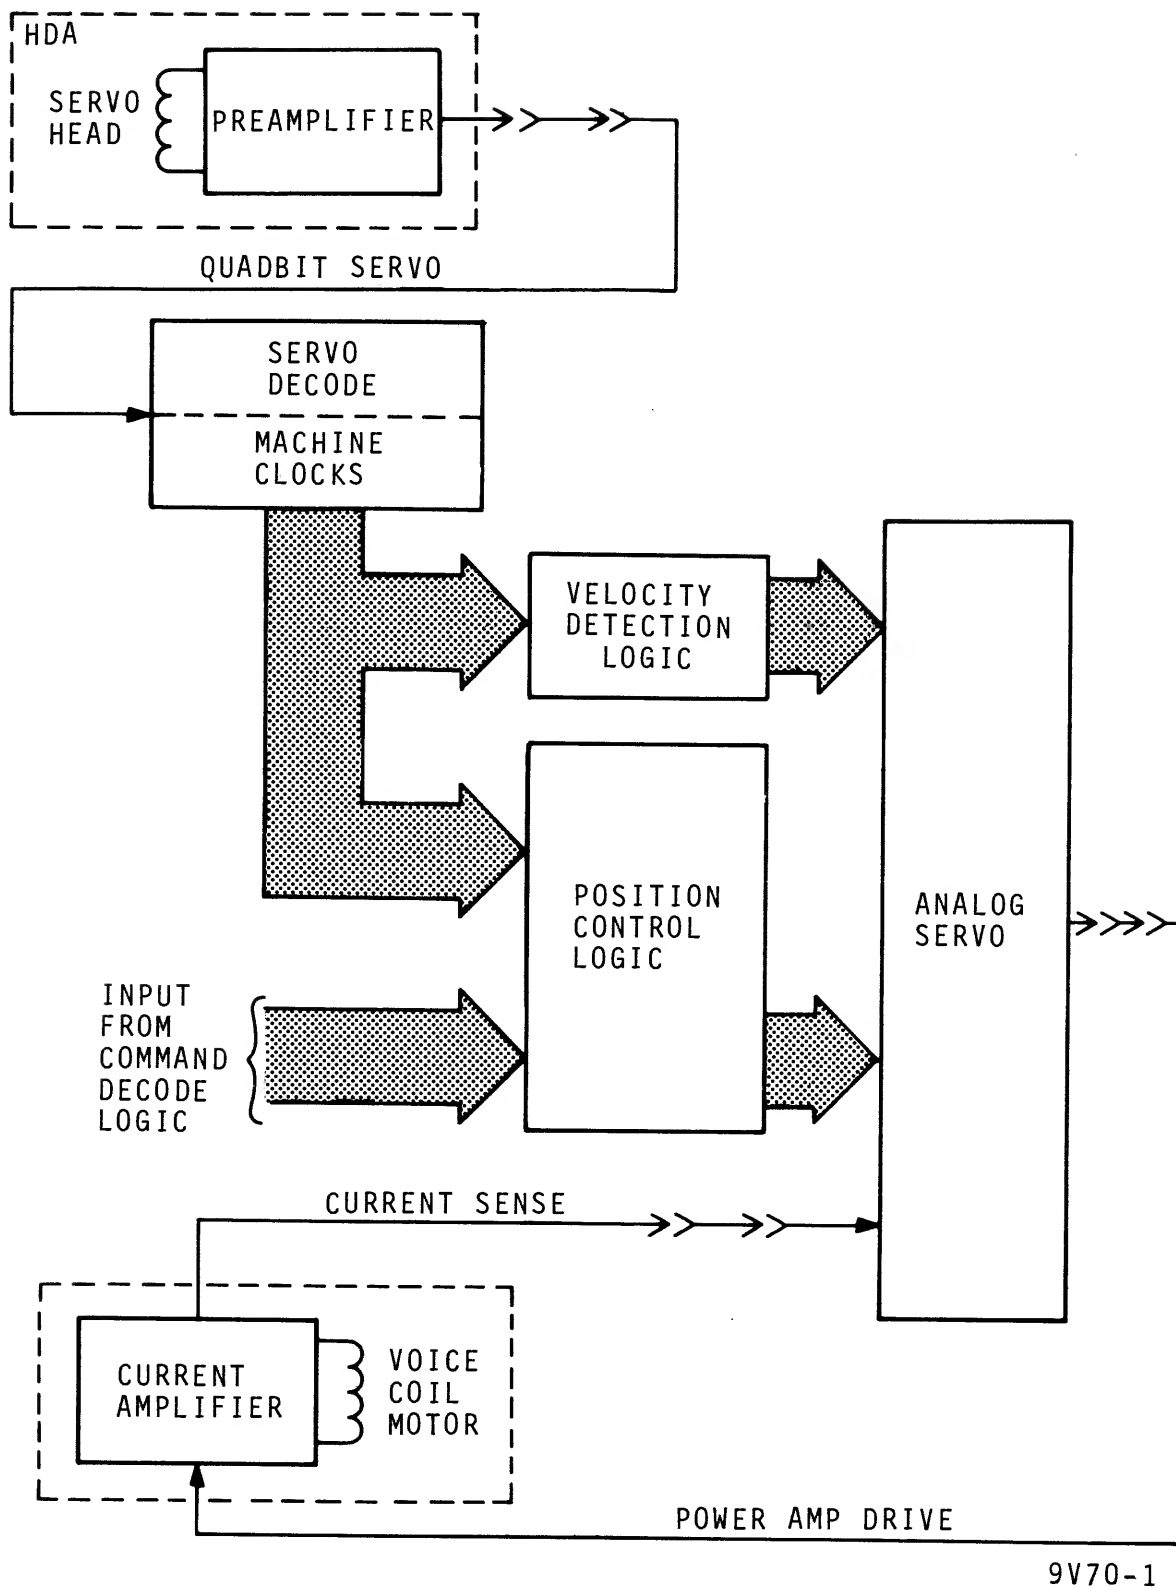 HDA
SERVO
HEAD
PREAMPLIFIER
QUADBIT SERVO
SERVO
DECODE
MACHINE
CLOCKS
VELOCITY
DETECTION
LOGIC
POSITION
CONTROL
LOGIC
ANALOG
SERVO
INPUT
FROM
COMMAND
DECODE
LOGIC
CURRENT SENSE
CURRENT
AMPLIFIER
VOICE
COIL
MOTOR
POWER AMP DRIVE
9V70-1